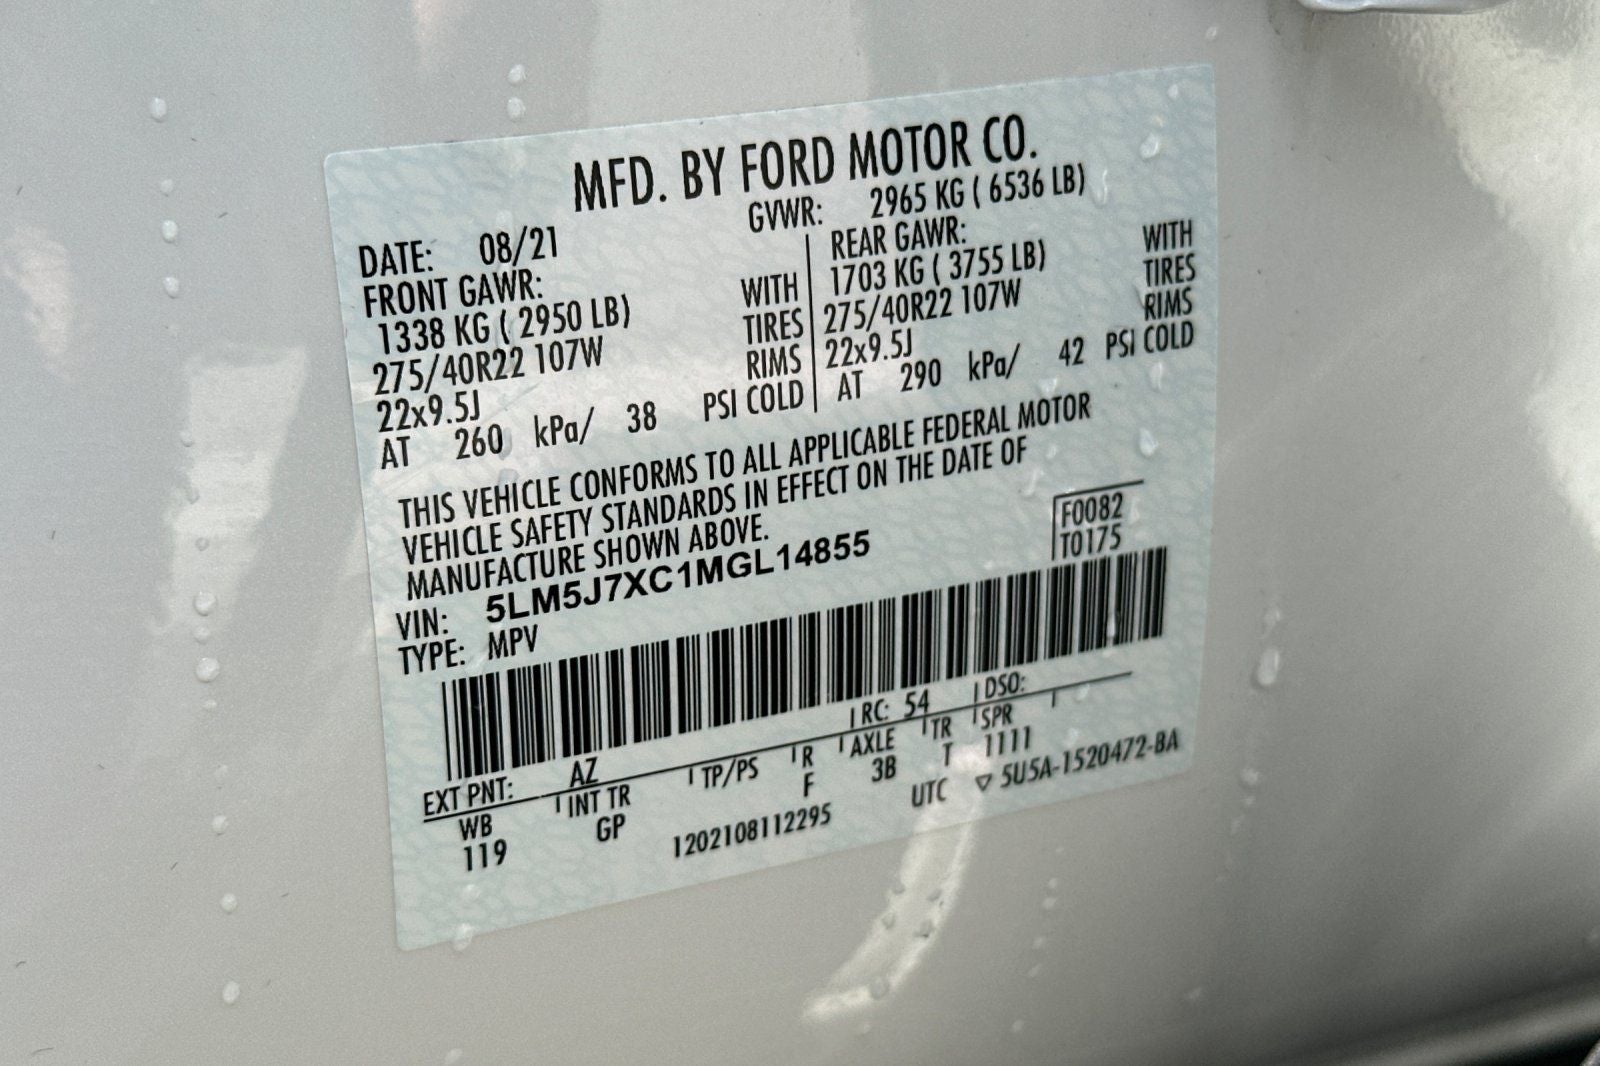 MFD. BY FORD MOTOR CO.
DATE: 08/21 GVWR: 2965 KG ( 6536 LB)
FRONT GAWR: REAR GAWR:
1338 KG ( 2950 LB) WITH 1703 KG ( 3755 LB) WITH
275/40R22 107W TIRES 275/40R22 107W TIRES
22x9.5J RIMS 22x9.5J RIMS
AT 260 kPa/ 38 PSI COLD AT 290 kPa/ 42 PSI COLD
THIS VEHICLE CONFORMS TO ALL APPLICABLE FEDERAL MOTOR
VEHICLE SAFETY STANDARDS IN EFFECT ON THE DATE OF
MANUFACTURE SHOWN ABOVE.
VIN: 5LM5J7XC1MGL14855 F0082
TYPE: MPV T0175
EXT PNT: AZ RC: 54 DSO:
WB INT TR TP/PS R AXLE TR SPR
119 GP F 3B T 1111
1202108112295 UTC ▽ 5U5A-1520472-BA